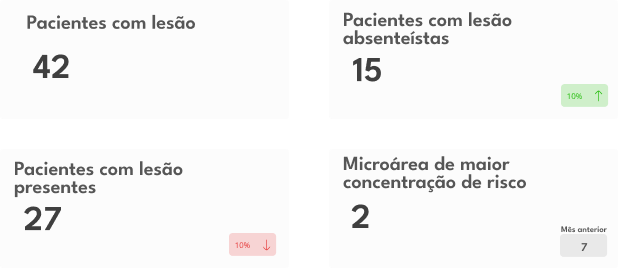 Pacientes com lesão
42
Pacientes com lesão
absenteístas
15
10% ↑
Pacientes com lesão
presentes
27
10% ↓
Microárea de maior
concentração de risco
2
Mês anterior
7